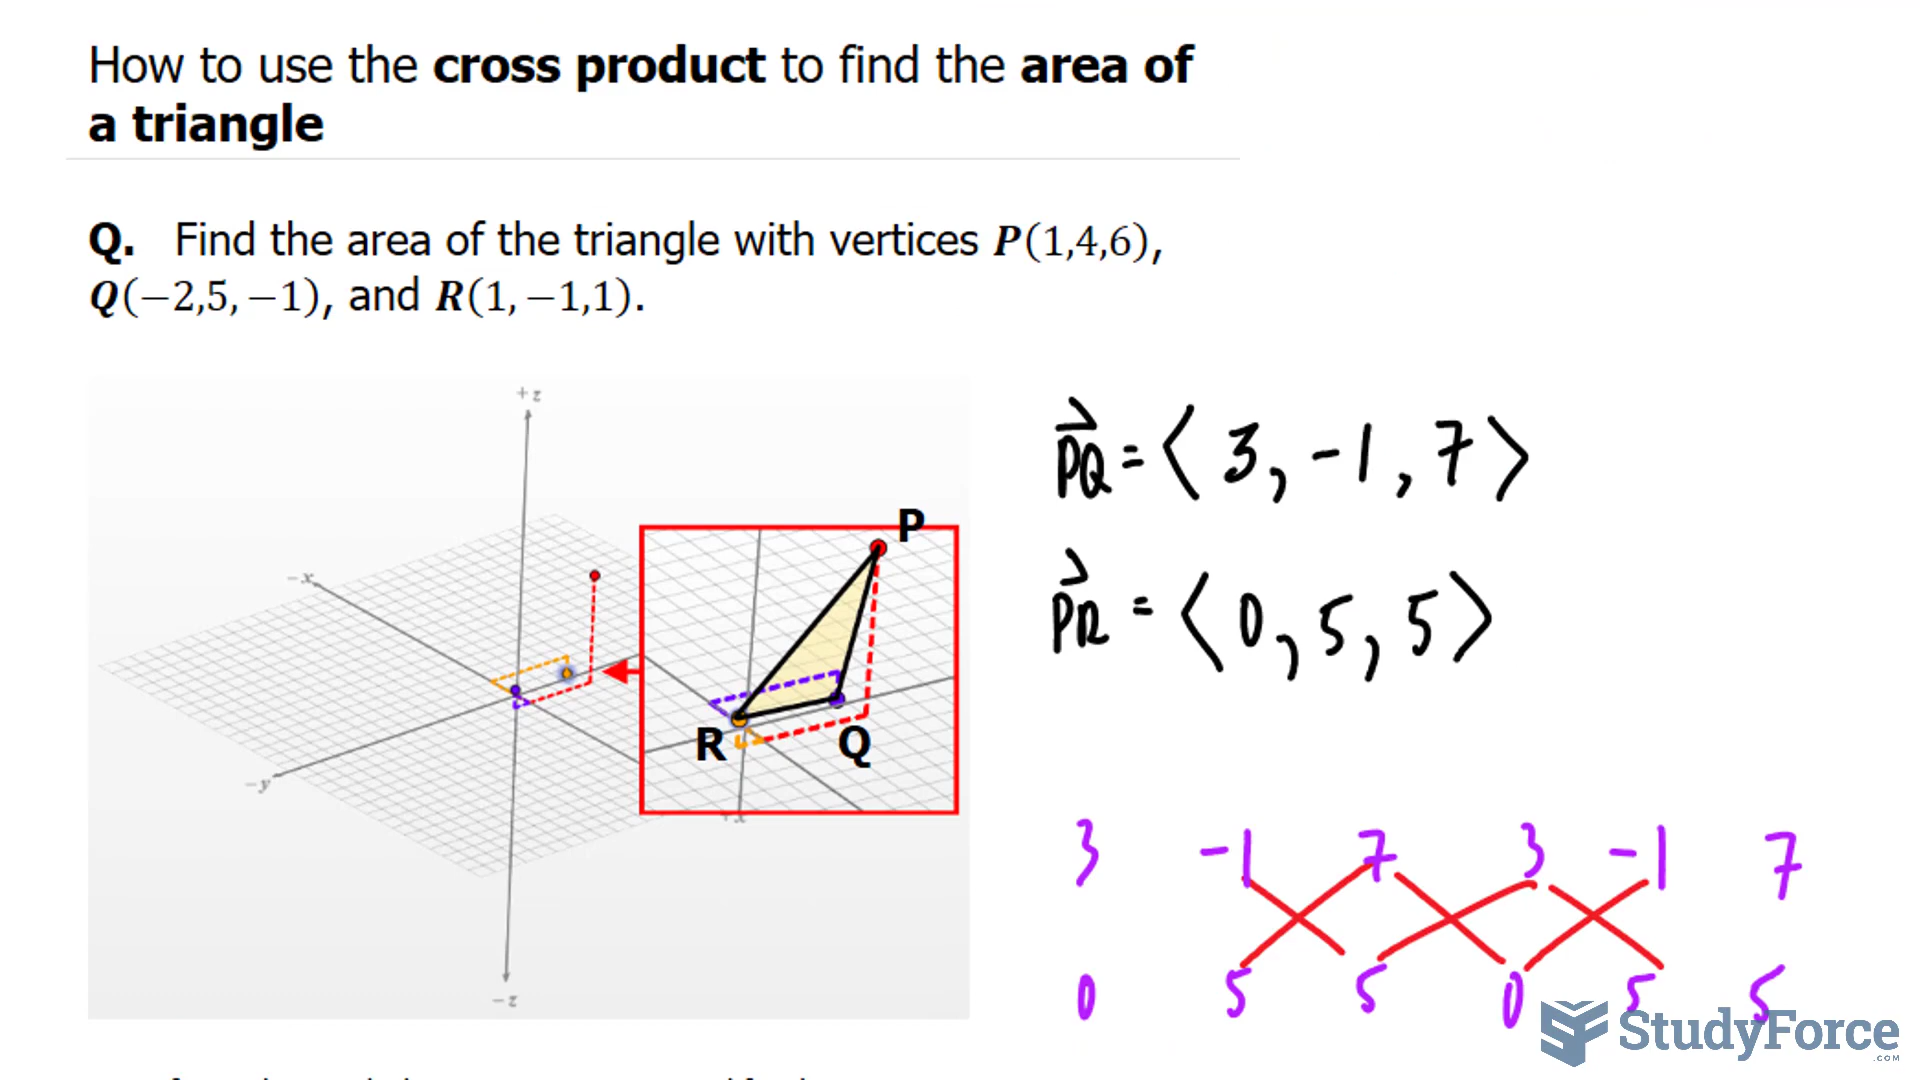 How to use the cross product to find the area of
a triangle
Q. Find the area of the triangle with vertices P(1,4,6),
Q(−2,5,−1), and R(1,−1,1).
+z
−x
−y
−z
+x
P
R
Q
PQ = ⟨3, -1, 7⟩
PR = ⟨0, 5, 5⟩
3 -1 7 3 -1 7
0 5 5 0 5 5
StudyForce
.COM